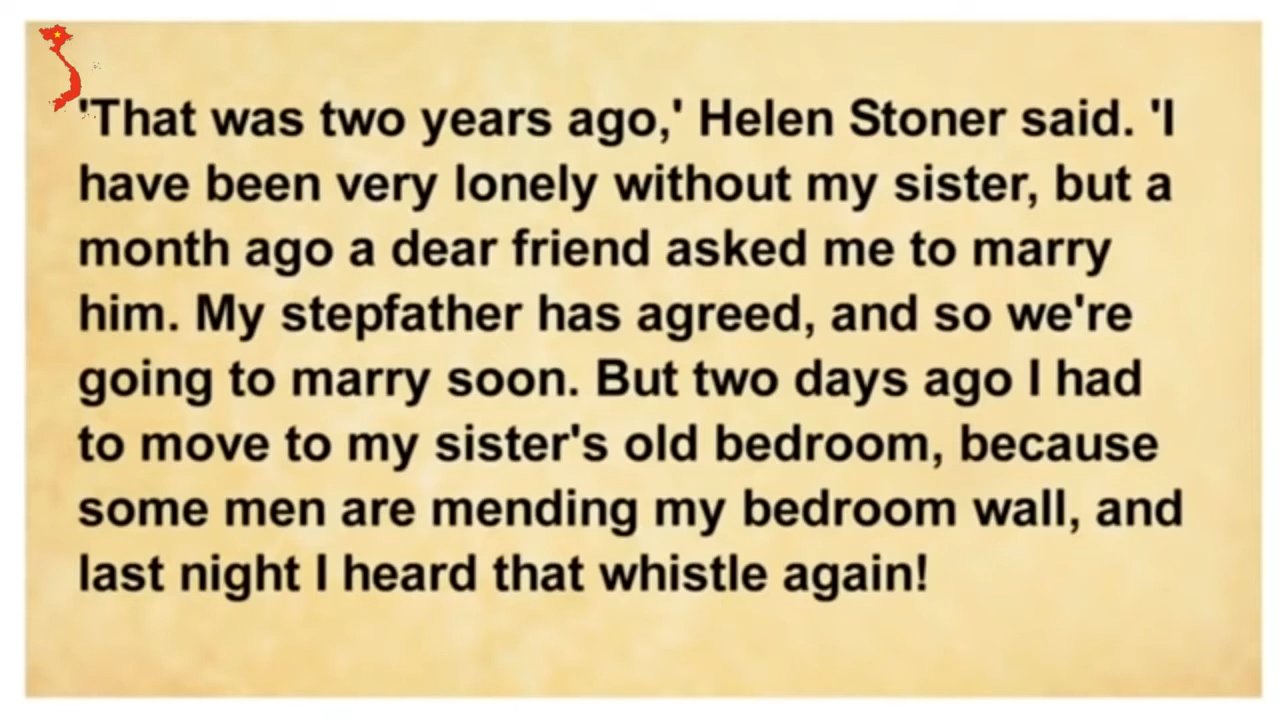 'That was two years ago,' Helen Stoner said. 'I
have been very lonely without my sister, but a
month ago a dear friend asked me to marry
him. My stepfather has agreed, and so we're
going to marry soon. But two days ago I had
to move to my sister's old bedroom, because
some men are mending my bedroom wall, and
last night I heard that whistle again!